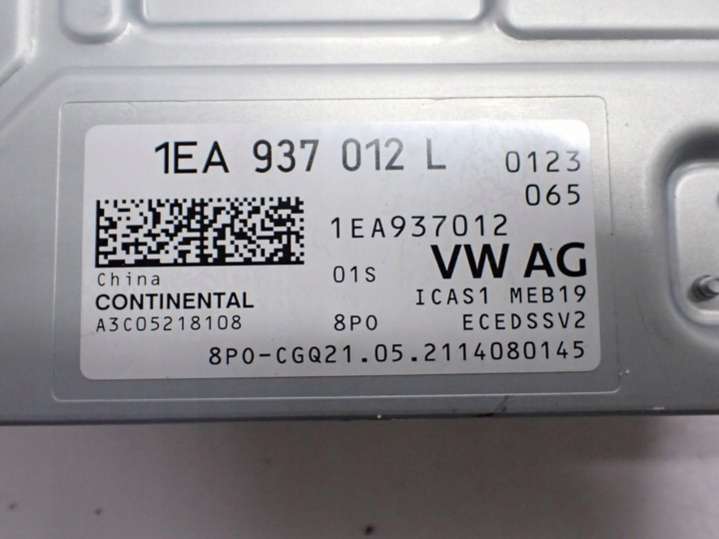 1EA 937 012 L 0123
065
1EA937012
China 01S VW AG
CONTINENTAL ICAS1 MEB19
A3C05218108 8P0 ECEDSSV2
8P0-CGQ21.05.2114080145